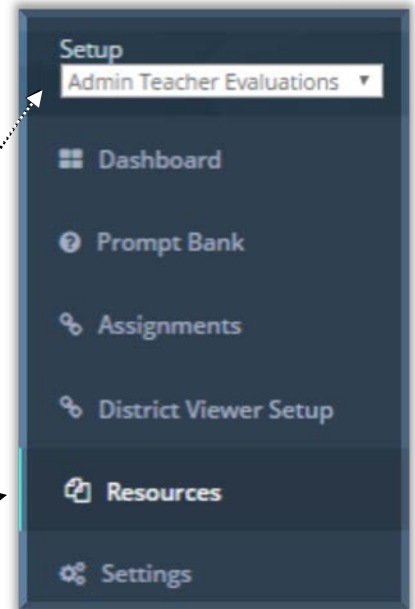 Setup
Admin Teacher Evaluations
Dashboard
Prompt Bank
Assignments
District Viewer Setup
Resources
Settings